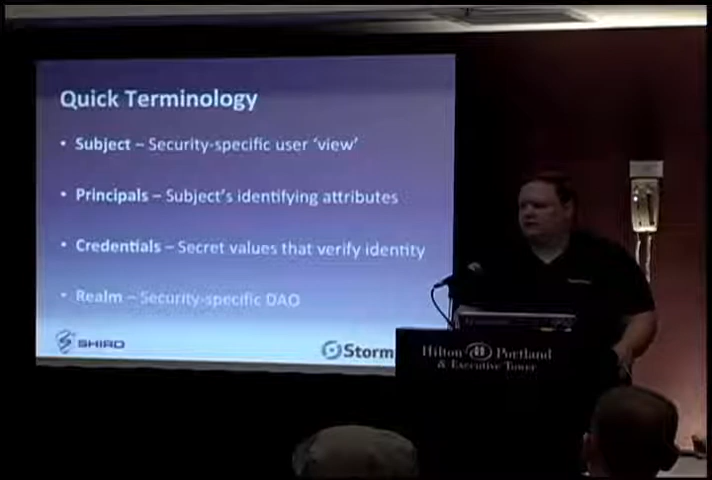 Quick Terminology
• Subject – Security-specific user 'view'
• Principals – Subject's identifying attributes
• Credentials – Secret values that verify identity
• Realm – Security-specific DAO
SHIRO
Storm
Hilton Portland
& Executive Tower